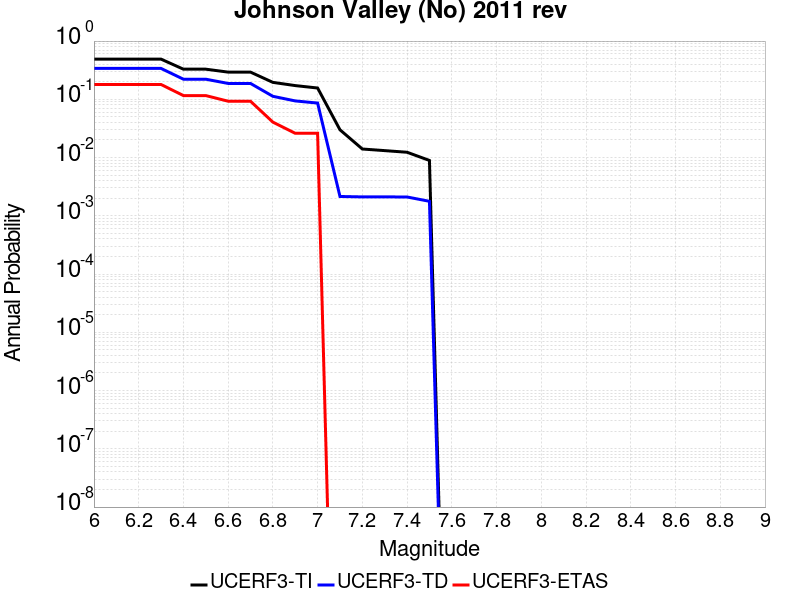 Johnson Valley (No) 2011 rev
10^0
10^-1
10^-2
10^-3
10^-4
10^-5
10^-6
10^-7
10^-8
Annual Probability
6 6.2 6.4 6.6 6.8 7 7.2 7.4 7.6 7.8 8 8.2 8.4 8.6 8.8 9
Magnitude
UCERF3-TI UCERF3-TD UCERF3-ETAS